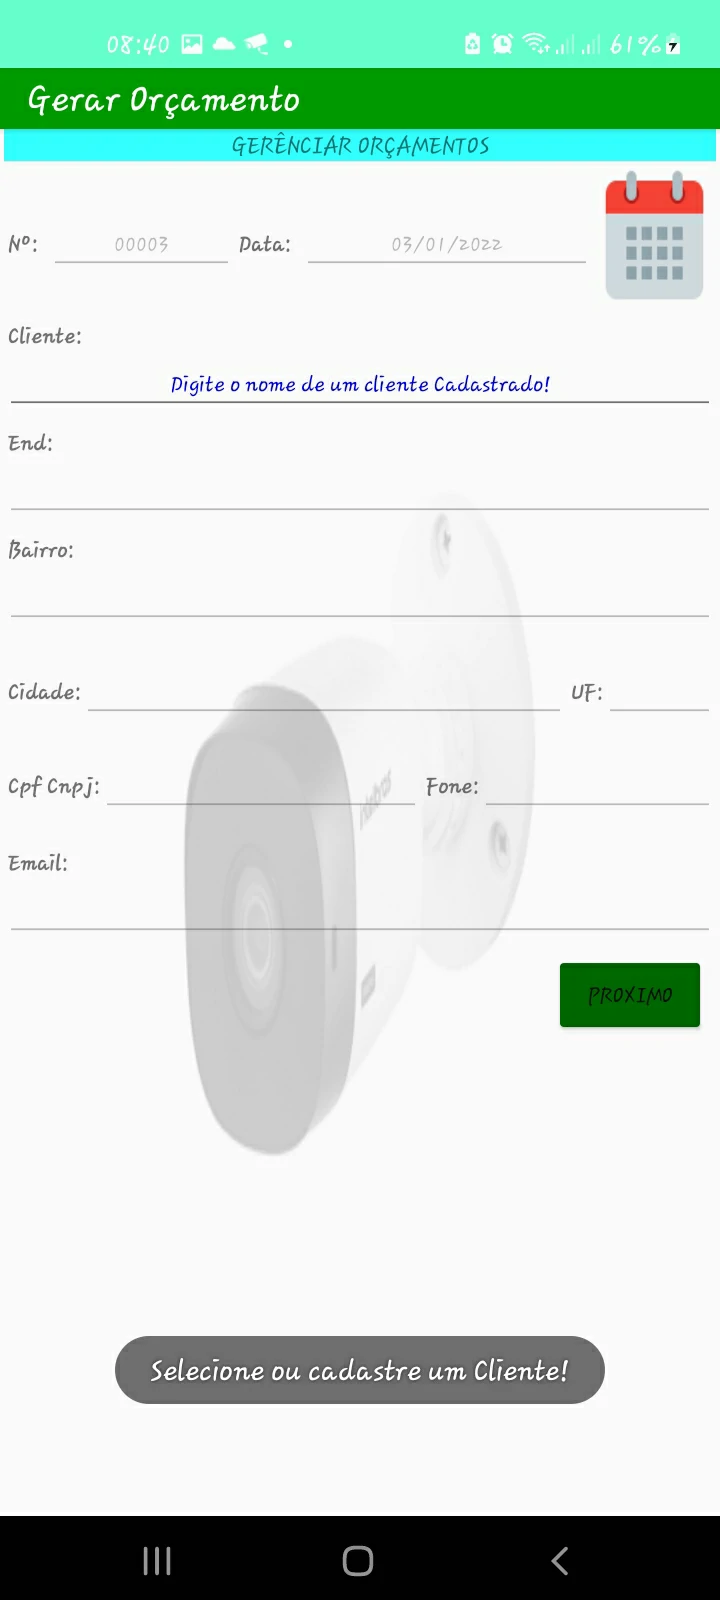 08:40 61%
Gerar Orçamento
GERÊNCIAR ORÇAMENTOS
Nº: 00003 Data: 03/01/2022
Cliente:
Digite o nome de um cliente Cadastrado!
End:
Bairro:
Cidade: UF:
Cpf Cnpj: Fone:
Email:
PROXIMO
Selecione ou cadastre um Cliente!